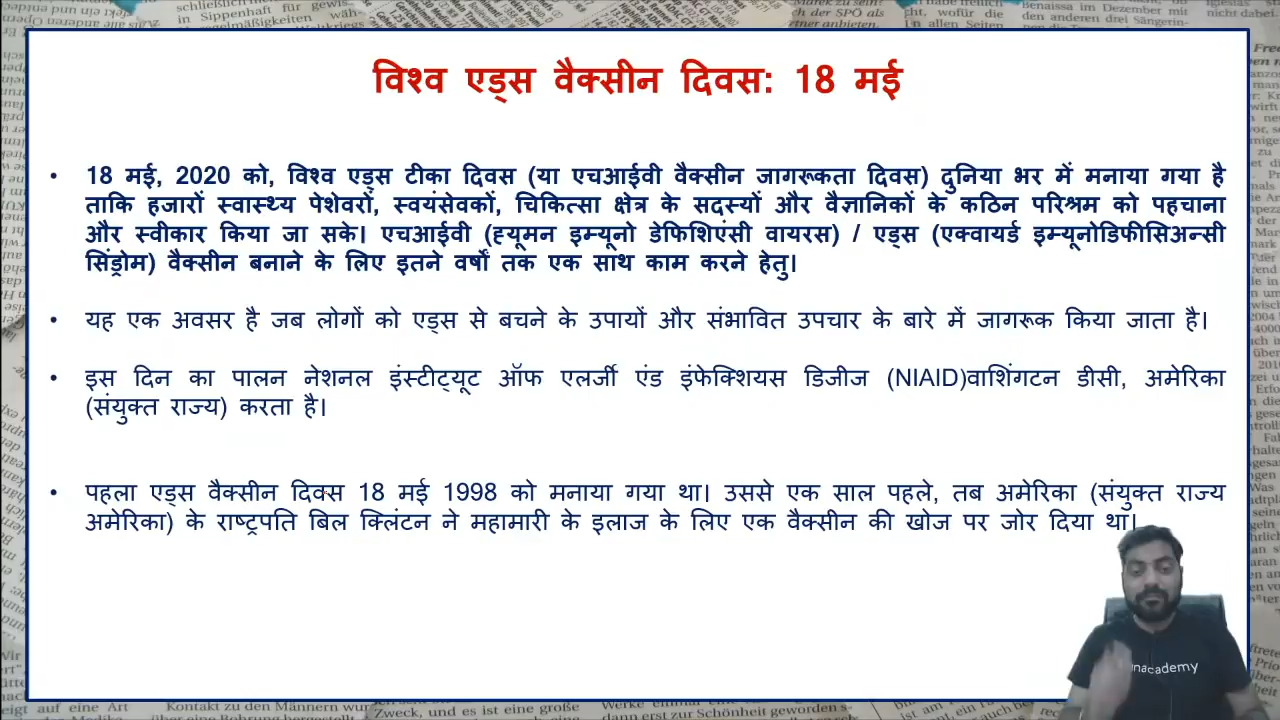 विश्व एड्स वैक्सीन दिवस: 18 मई
• 18 मई, 2020 को, विश्व एड्स टीका दिवस (या एचआईवी वैक्सीन जागरूकता दिवस) दुनिया भर में मनाया गया है
ताकि हजारों स्वास्थ्य पेशेवरों, स्वयंसेवकों, चिकित्सा क्षेत्र के सदस्यों और वैज्ञानिकों के कठिन परिश्रम को पहचाना
और स्वीकार किया जा सके। एचआईवी (ह्यूमन इम्यूनो डेफिशिएंसी वायरस) / एड्स (एक्वायर्ड इम्यूनोडिफीसिअन्सी
सिंड्रोम) वैक्सीन बनाने के लिए इतने वर्षों तक एक साथ काम करने हेतु।
• यह एक अवसर है जब लोगों को एड्स से बचने के उपायों और संभावित उपचार के बारे में जागरूक किया जाता है।
• इस दिन का पालन नेशनल इंस्टीट्यूट ऑफ एलर्जी एंड इंफेक्शियस डिजीज (NIAID)वाशिंगटन डीसी, अमेरिका
(संयुक्त राज्य) करता है।
• पहला एड्स वैक्सीन दिवस 18 मई 1998 को मनाया गया था। उससे एक साल पहले, तब अमेरिका (संयुक्त राज्य
अमेरिका) के राष्ट्रपति बिल क्लिंटन ने महामारी के इलाज के लिए एक वैक्सीन की खोज पर जोर दिया था।
nacademy